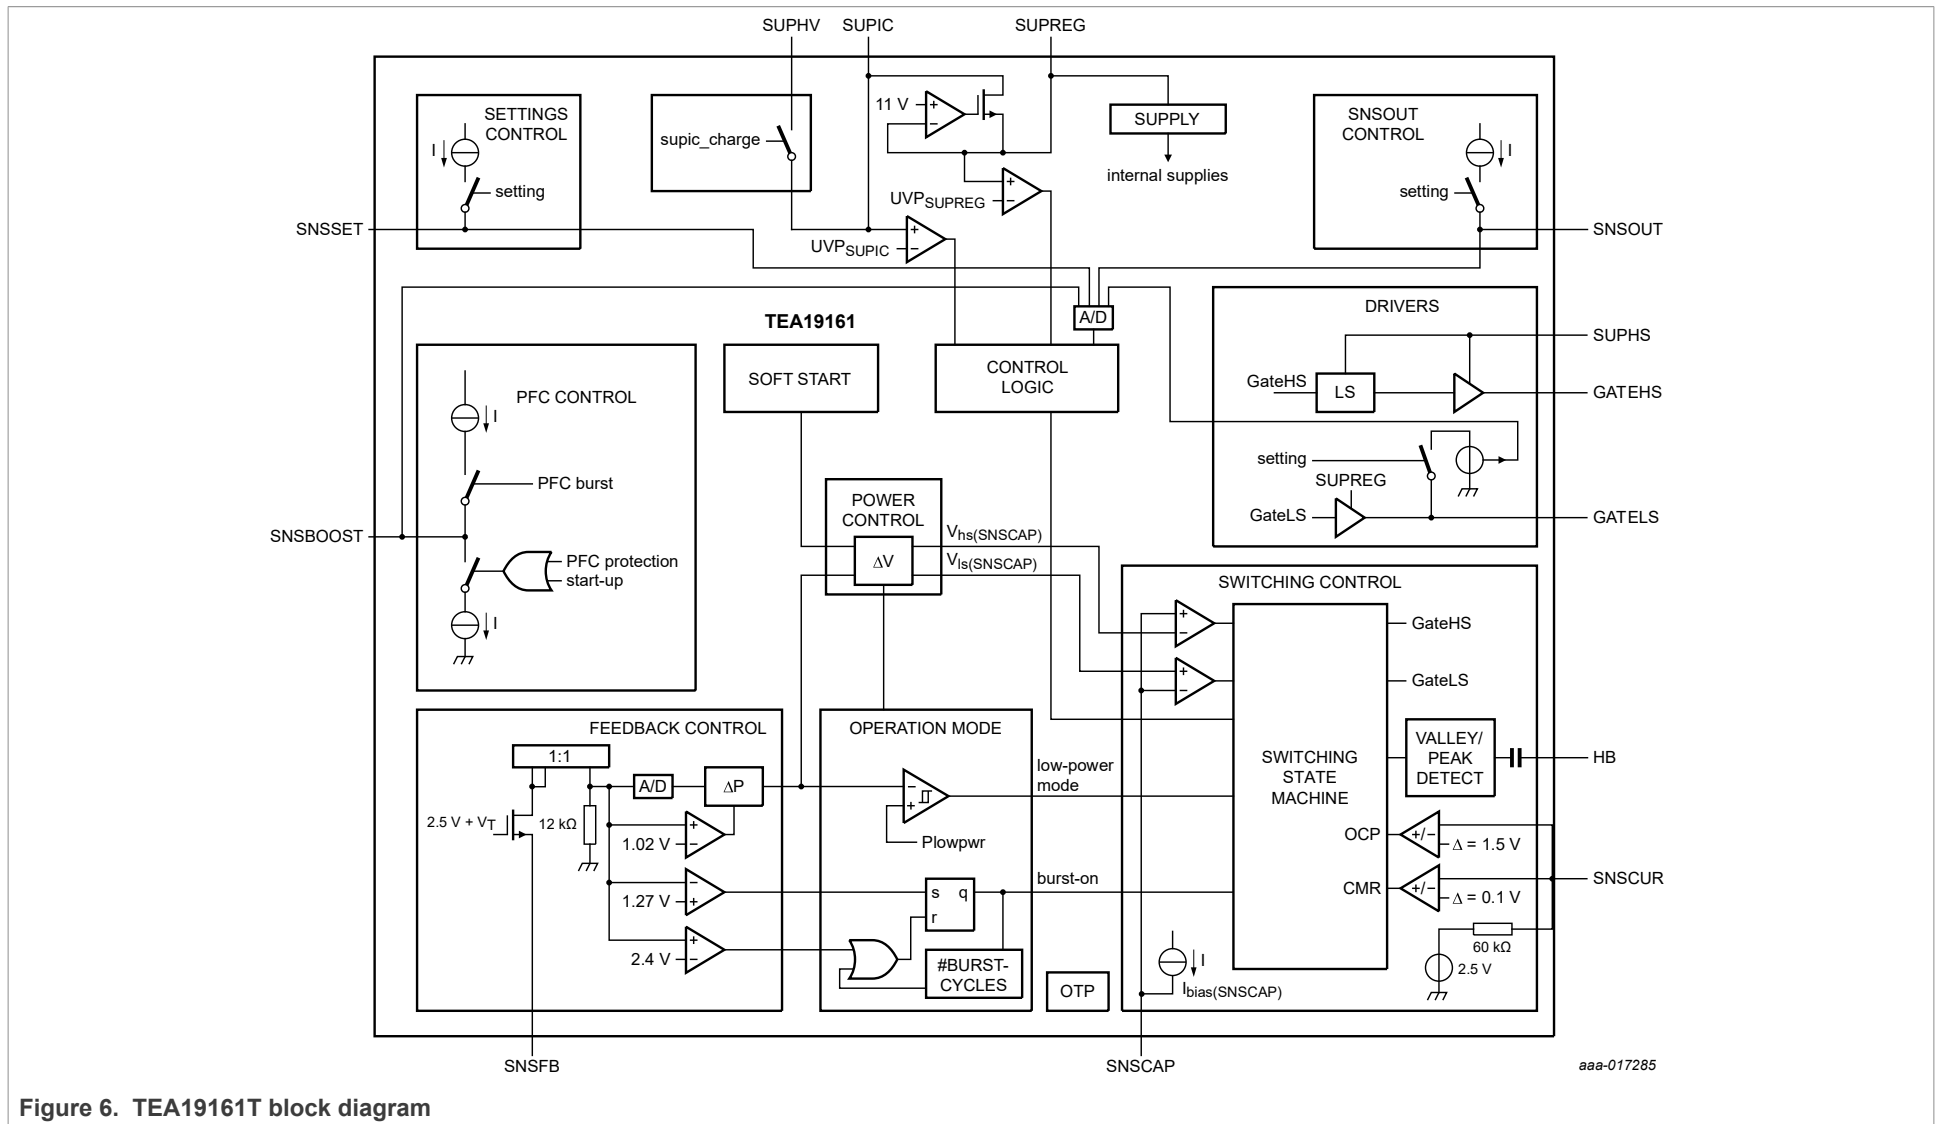 SUPHV SUPIC SUPREG
SETTINGS
CONTROL
I
setting
supic_charge
11 V
+
−
SUPPLY
internal supplies
SNSOUT
CONTROL
I
setting
UVPSUPREG
+
−
SNSSET
SNSOUT
UVPSUPIC
+
−
TEA19161
A/D
DRIVERS
SUPHS
GateHS
LS
GATEHS
setting
SUPREG
GateLS
GATELS
PFC CONTROL
I
PFC burst
SNSBOOST
PFC protection
start-up
I
SOFT START
CONTROL
LOGIC
POWER
CONTROL
ΔV
Vhs(SNSCAP)
Vls(SNSCAP)
SWITCHING CONTROL
+
−
GateHS
+
−
GateLS
SWITCHING
STATE
MACHINE
VALLEY/
PEAK
DETECT
HB
OCP
+/−
Δ = 1.5 V
CMR
+/−
Δ = 0.1 V
SNSCUR
60 kΩ
2.5 V
I
Ibias(SNSCAP)
FEEDBACK CONTROL
1:1
A/D
ΔP
2.5 V + VT
12 kΩ
+
1.02 V −
−
1.27 V +
+
2.4 V −
OPERATION MODE
−
+
Plowpwr
low-power
mode
s q
r
burst-on
#BURST-
CYCLES
OTP
SNSFB
SNSCAP
aaa-017285
Figure 6. TEA19161T block diagram